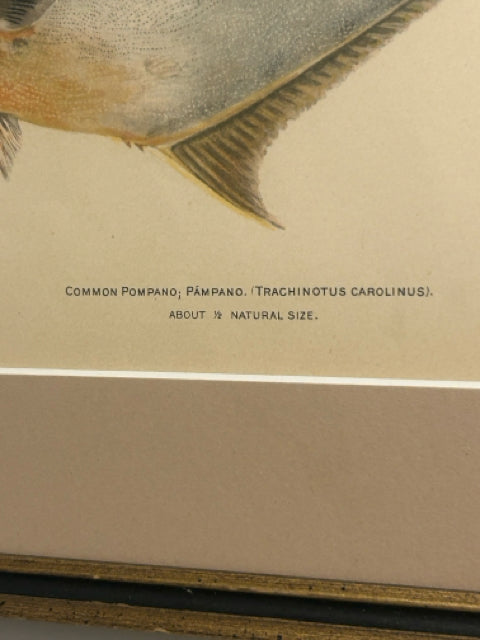 COMMON POMPANO; PÁMPANO. (TRACHINOTUS CAROLINUS).
ABOUT ½ NATURAL SIZE.